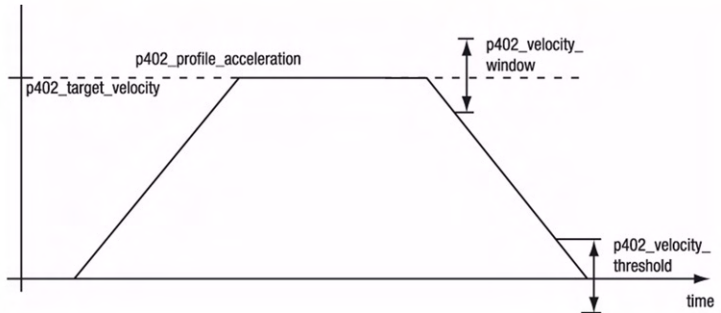 p402_profile_acceleration
p402_velocity_
window
p402_target_velocity
p402_velocity_
threshold
time